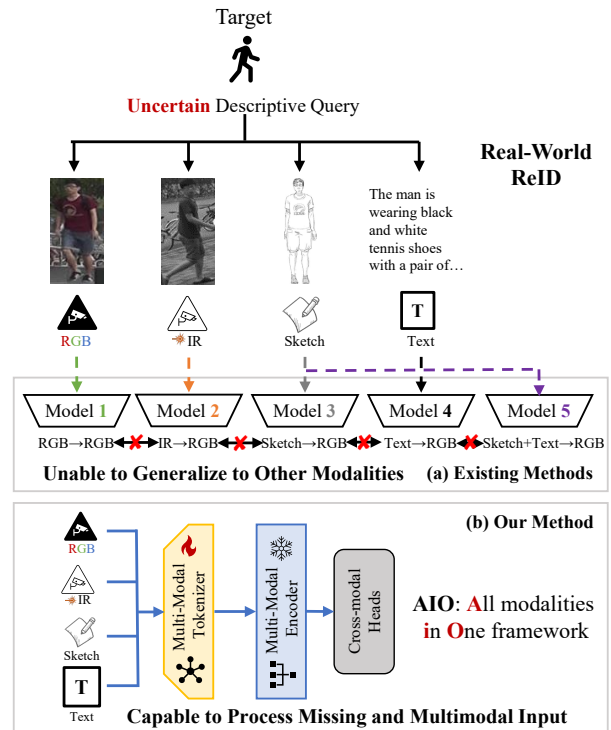 Target
Uncertain Descriptive Query
Real-World
ReID
The man is
wearing black
and white
tennis shoes
with a pair of…
T
RGB
IR
Sketch
Text
Model 1
Model 2
Model 3
Model 4
Model 5
RGB→RGB
IR→RGB
Sketch→RGB
Text→RGB
Sketch+Text→RGB
Unable to Generalize to Other Modalities
(a) Existing Methods
(b) Our Method
RGB
IR
Sketch
T
Text
Multi-Modal
Tokenizer
Multi-Modal
Encoder
Cross-modal
Heads
AIO: All modalities
in One framework
Capable to Process Missing and Multimodal Input